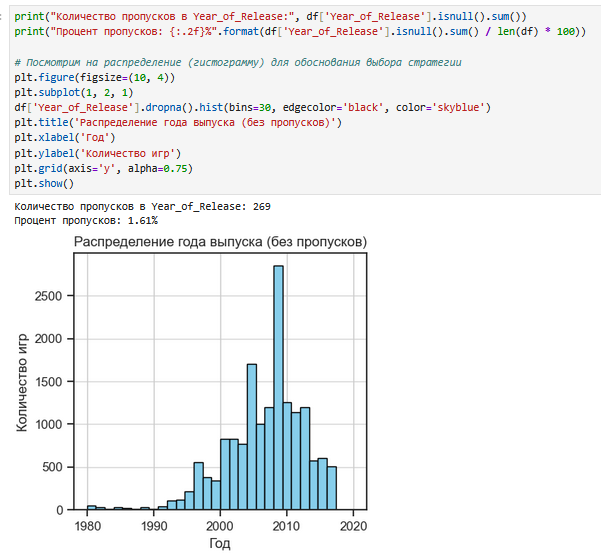 print("Количество пропусков в Year_of_Release:", df['Year_of_Release'].isnull().sum())
print("Процент пропусков: {:.2f}%".format(df['Year_of_Release'].isnull().sum() / len(df) * 100))
# Посмотрим на распределение (гистограмму) для обоснования выбора стратегии
plt.figure(figsize=(10, 4))
plt.subplot(1, 2, 1)
df['Year_of_Release'].dropna().hist(bins=30, edgecolor='black', color='skyblue')
plt.title('Распределение года выпуска (без пропусков)')
plt.xlabel('Год')
plt.ylabel('Количество игр')
plt.grid(axis='y', alpha=0.75)
plt.show()
Количество пропусков в Year_of_Release: 269
Процент пропусков: 1.61%
Распределение года выпуска (без пропусков)
Количество игр
2500
2000
1500
1000
500
0
1980 1990 2000 2010 2020
Год